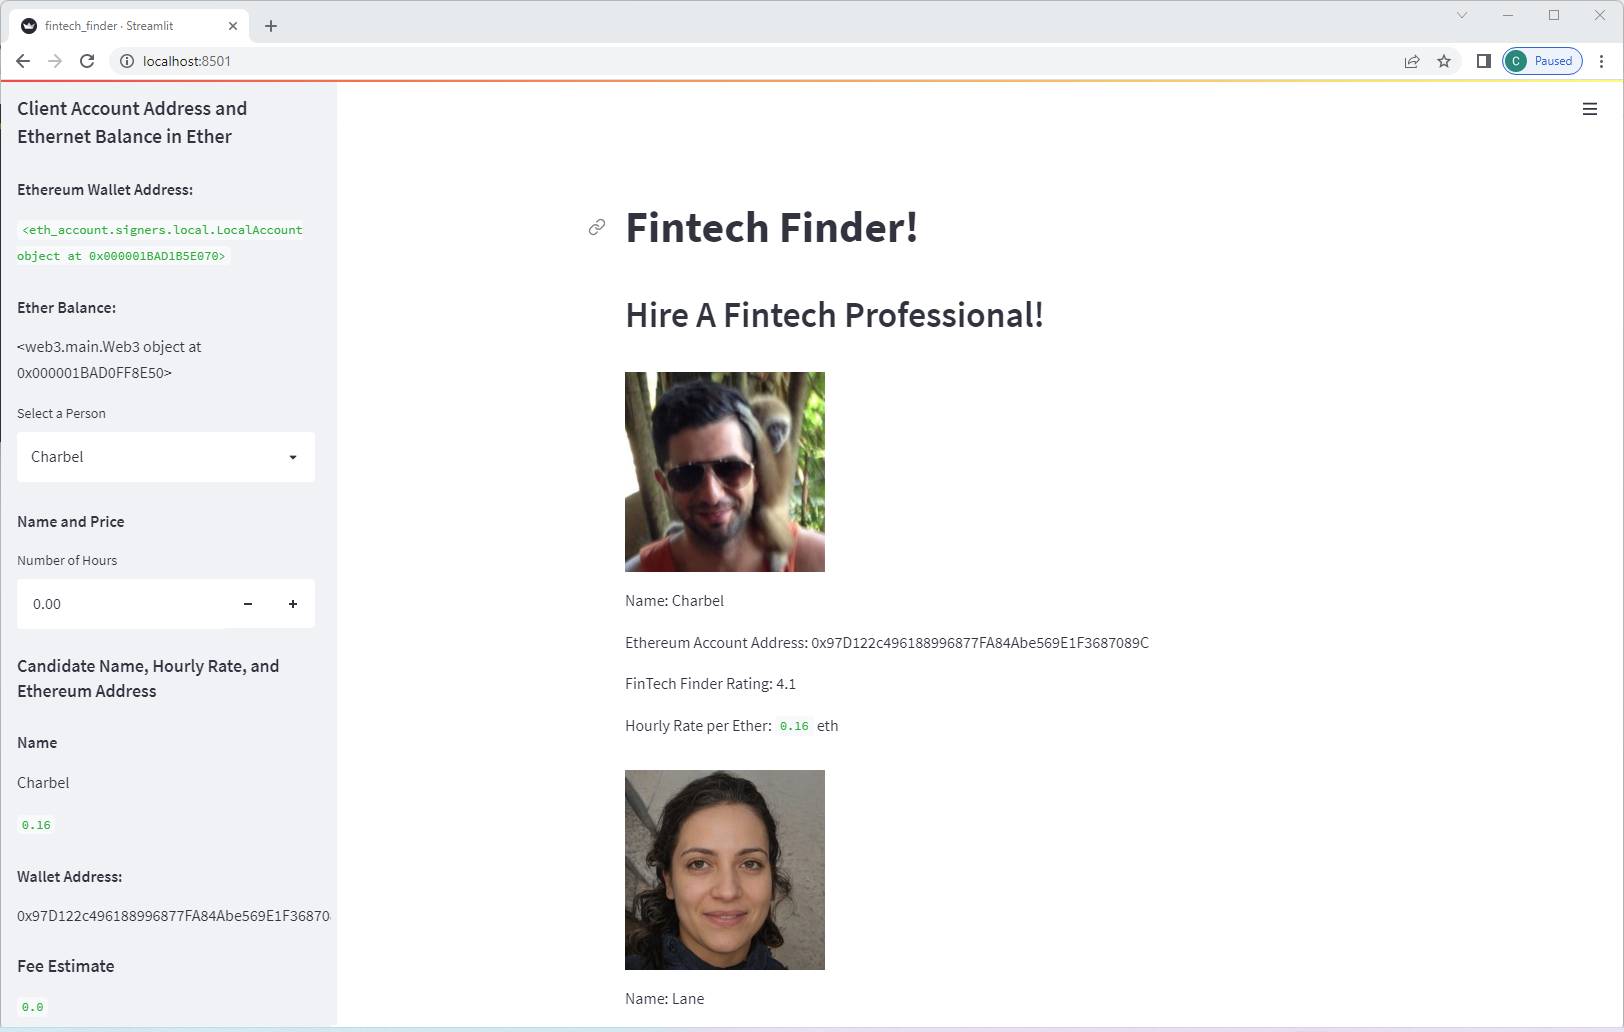 fintech_finder · Streamlit
localhost:8501
C Paused
Client Account Address and
Ethernet Balance in Ether
Ethereum Wallet Address:
<eth_account.signers.local.LocalAccount
object at 0x000001BAD1B5E070>
Ether Balance:
<web3.main.Web3 object at
0x000001BAD0FF8E50>
Select a Person
Charbel
Name and Price
Number of Hours
0.00
Candidate Name, Hourly Rate, and
Ethereum Address
Name
Charbel
0.16
Wallet Address:
0x97D122c496188996877FA84Abe569E1F36870
Fee Estimate
0.0
Fintech Finder!
Hire A Fintech Professional!
Name: Charbel
Ethereum Account Address: 0x97D122c496188996877FA84Abe569E1F3687089C
FinTech Finder Rating: 4.1
Hourly Rate per Ether: 0.16 eth
Name: Lane